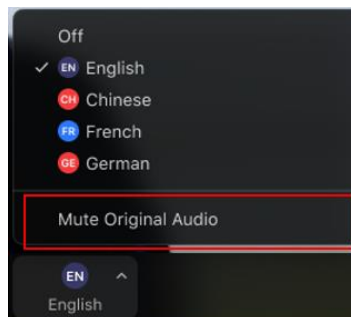 Off
EN English
CH Chinese
FR French
GE German
Mute Original Audio
EN
English